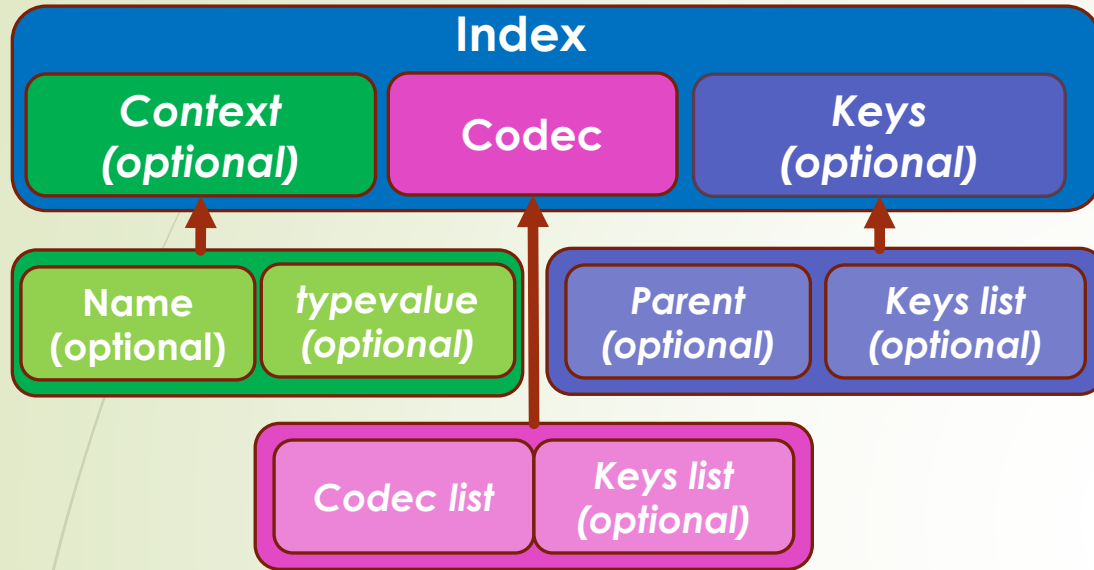 Index
Context
(optional)
Codec
Keys
(optional)
Name
(optional)
typevalue
(optional)
Parent
(optional)
Keys list
(optional)
Codec list
Keys list
(optional)